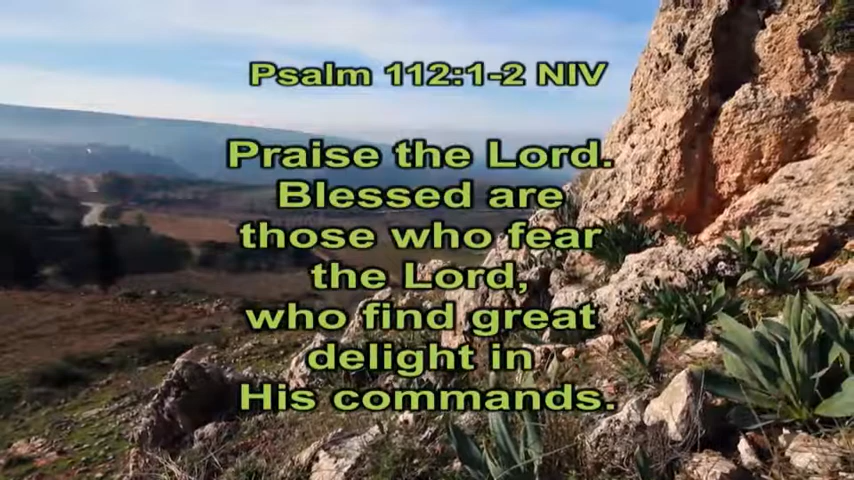 Psalm 112:1-2 NIV
Praise the Lord.
Blessed are
those who fear
the Lord,
who find great
delight in
His commands.